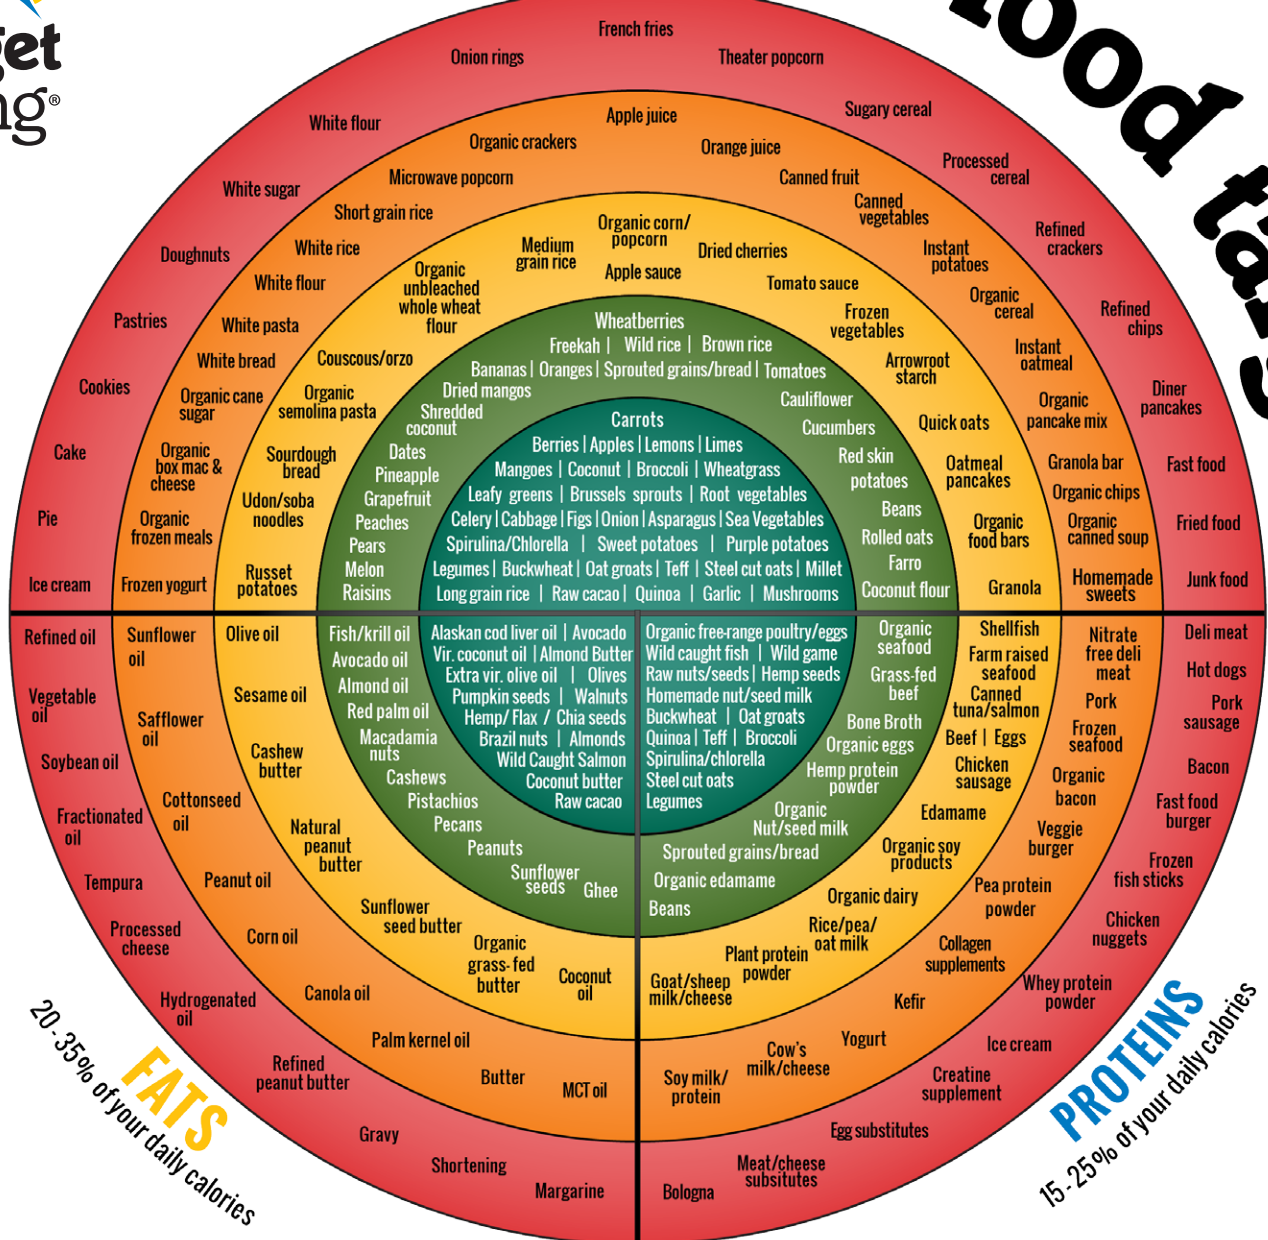 get
ng®
food
tar
FATS
20-35% of your daily calories
PROTEINS
15-25% of your daily calories
French fries
Onion rings
Theater popcorn
White flour
Sugary cereal
White sugar
Processed
cereal
Doughnuts
Refined
crackers
Pastries
Refined
chips
Cookies
Diner
pancakes
Cake
Fast food
Pie
Fried food
Ice cream
Junk food
Apple juice
Organic crackers
Orange juice
Microwave popcorn
Canned fruit
Short grain rice
Canned
vegetables
White rice
Instant
potatoes
White flour
Organic
cereal
White pasta
Instant
oatmeal
White bread
Organic cane
sugar
Organic
pancake mix
Organic
box mac &
cheese
Granola bar
Organic chips
Organic
frozen meals
Organic
canned soup
Frozen yogurt
Homemade
sweets
Organic corn/
popcorn
Medium
grain rice
Dried cherries
Apple sauce
Organic
unbleached
whole wheat
flour
Tomato sauce
Frozen
vegetables
Couscous/orzo
Arrowroot
starch
Organic
semolina pasta
Quick oats
Sourdough
bread
Oatmeal
pancakes
Udon/soba
noodles
Organic
food bars
Russet
potatoes
Granola
Wheatberries
Freekah | Wild rice | Brown rice
Bananas | Oranges | Sprouted grains/bread | Tomatoes
Dried mangos
Cauliflower
Shredded
coconut
Cucumbers
Dates
Red skin
potatoes
Pineapple
Grapefruit
Beans
Peaches
Rolled oats
Pears
Farro
Melon
Coconut flour
Raisins
Carrots
Berries | Apples | Lemons | Limes
Mangoes | Coconut | Broccoli | Wheatgrass
Leafy greens | Brussels sprouts | Root vegetables
Celery | Cabbage | Figs | Onion | Asparagus | Sea Vegetables
Spirulina/Chlorella | Sweet potatoes | Purple potatoes
Legumes | Buckwheat | Oat groats | Teff | Steel cut oats | Millet
Long grain rice | Raw cacao | Quinoa | Garlic | Mushrooms
Refined oil
Vegetable
oil
Soybean oil
Fractionated
oil
Tempura
Processed
cheese
Hydrogenated
oil
Refined
peanut butter
Gravy
Shortening
Margarine
Sunflower
oil
Safflower
oil
Cottonseed
oil
Peanut oil
Corn oil
Canola oil
Palm kernel oil
Butter
MCT oil
Olive oil
Sesame oil
Cashew
butter
Natural
peanut
butter
Sunflower
seed butter
Organic
grass-fed
butter
Coconut
oil
Fish/krill oil
Avocado oil
Almond oil
Red palm oil
Macadamia
nuts
Cashews
Pistachios
Pecans
Peanuts
Sunflower
seeds
Ghee
Alaskan cod liver oil | Avocado
Vir. coconut oil | Almond Butter
Extra vir. olive oil | Olives
Pumpkin seeds | Walnuts
Hemp/ Flax / Chia seeds
Brazil nuts | Almonds
Wild Caught Salmon
Coconut butter
Raw cacao
Organic free-range poultry/eggs
Wild caught fish | Wild game
Raw nuts/seeds | Hemp seeds
Homemade nut/seed milk
Buckwheat | Oat groats
Quinoa | Teff | Broccoli
Spirulina/chlorella
Steel cut oats
Legumes
Organic
seafood
Grass-fed
beef
Bone Broth
Organic eggs
Hemp protein
powder
Organic
Nut/seed milk
Sprouted grains/bread
Organic edamame
Beans
Shellfish
Farm raised
seafood
Canned
tuna/salmon
Beef | Eggs
Chicken
sausage
Edamame
Organic soy
products
Organic dairy
Rice/pea/
oat milk
Plant protein
powder
Goat/sheep
milk/cheese
Nitrate
free deli
meat
Pork
Frozen
seafood
Organic
bacon
Veggie
burger
Pea protein
powder
Collagen
supplements
Kefir
Yogurt
Cow's
milk/cheese
Soy milk/
protein
Deli meat
Hot dogs
Pork
sausage
Bacon
Fast food
burger
Frozen
fish sticks
Chicken
nuggets
Whey protein
powder
Ice cream
Creatine
supplement
Egg substitutes
Meat/cheese
subsitutes
Bologna